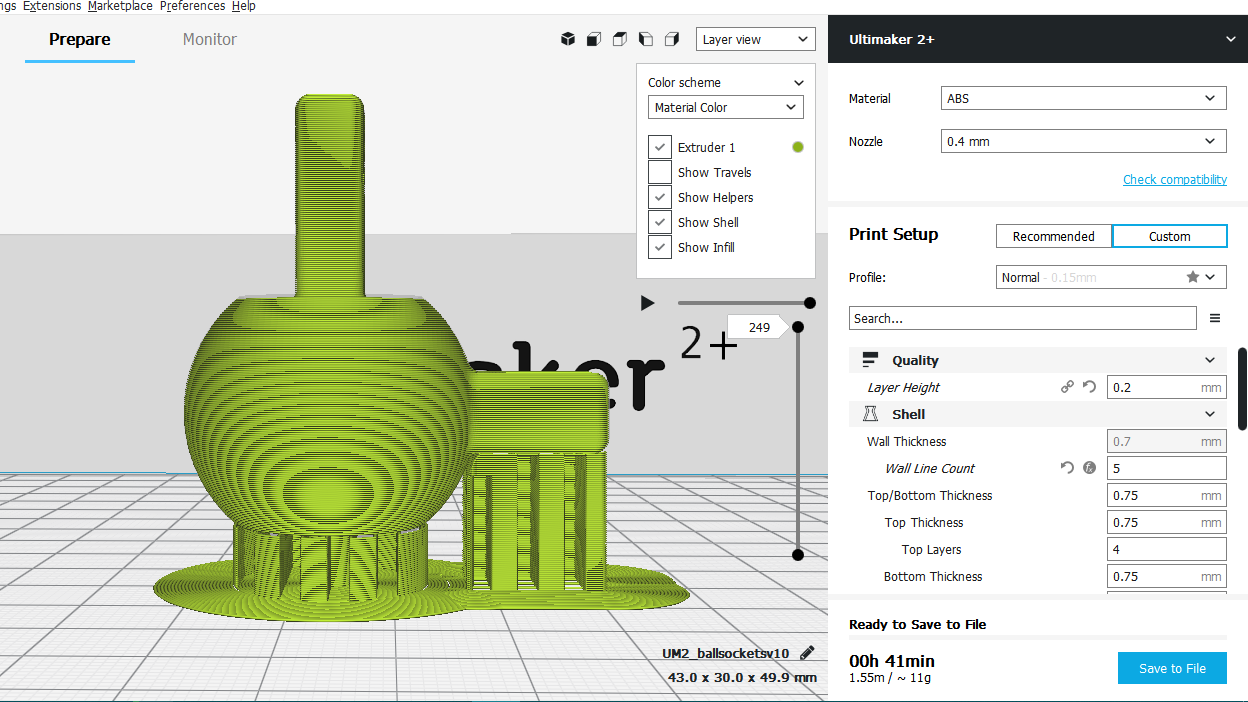 ngs Extensions Marketplace Preferences Help
Prepare
Monitor
Layer view
Color scheme
Material Color
Extruder 1
Show Travels
Show Helpers
Show Shell
Show Infill
249
2+
aker
UM2_ballsocketsv10
43.0 x 30.0 x 49.9 mm
Ultimaker 2+
Material
ABS
Nozzle
0.4 mm
Check compatibility
Print Setup
Recommended
Custom
Profile:
Normal - 0.15mm
Search...
Quality
Layer Height
0.2 mm
Shell
Wall Thickness
0.7 mm
Wall Line Count
5
Top/Bottom Thickness
0.75 mm
Top Thickness
0.75 mm
Top Layers
4
Bottom Thickness
0.75 mm
Ready to Save to File
00h 41min
1.55m / ~ 11g
Save to File